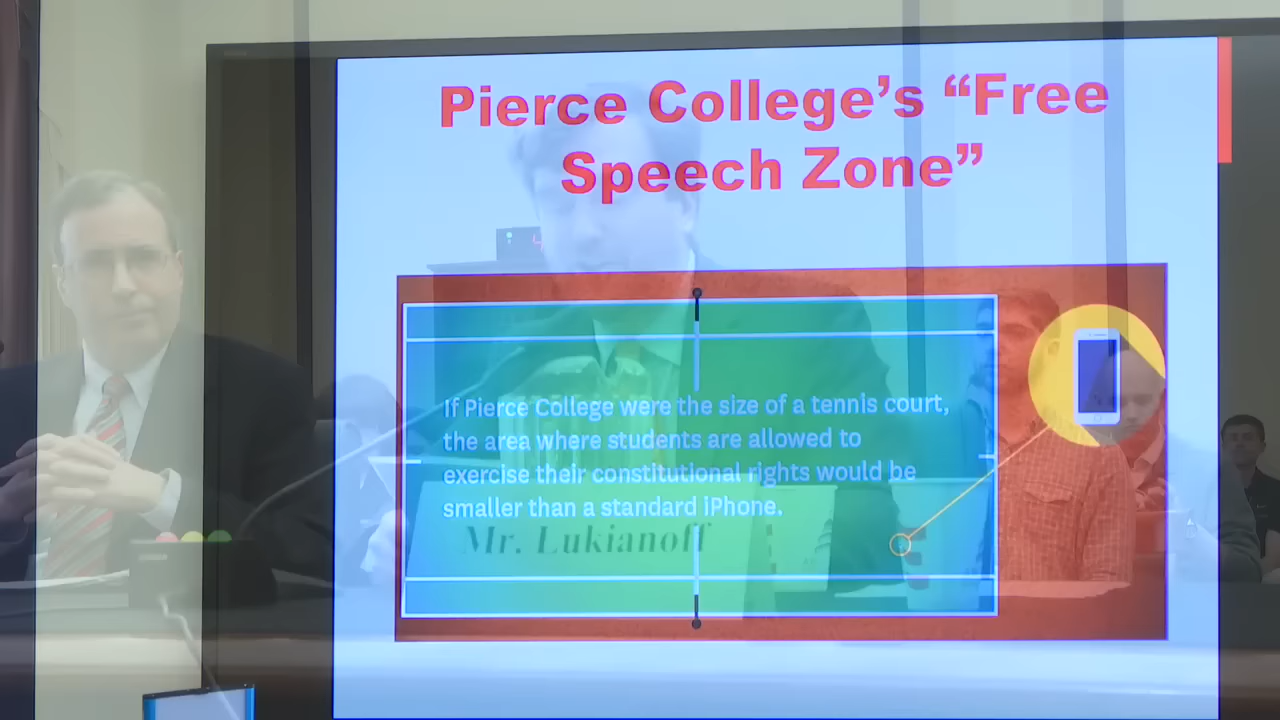 Pierce College’s “Free
Speech Zone”
If Pierce College were the size of a tennis court,
the area where students are allowed to
exercise their constitutional rights would be
smaller than a standard iPhone.
Mr. Lukianoff